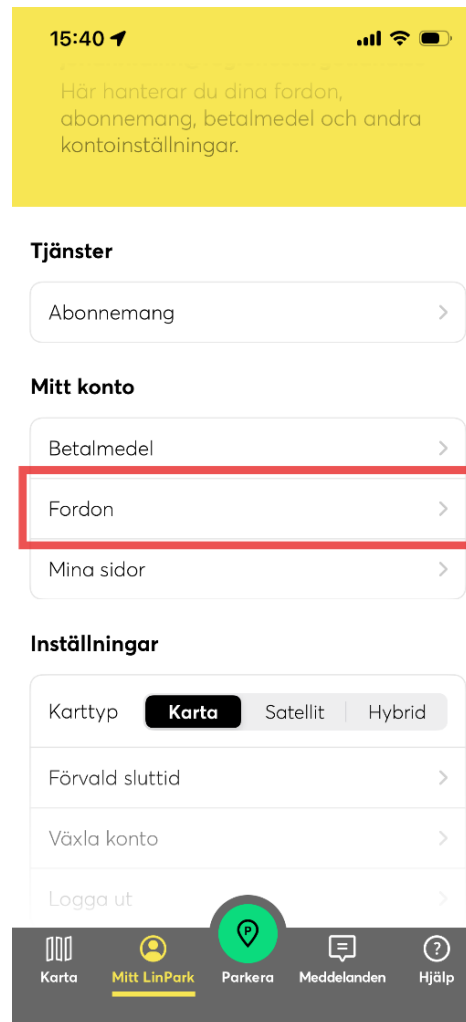 15:40
Här hanterar du dina fordon,
abonnemang, betalmedel och andra
kontoinställningar.
Tjänster
Abonnemang
Mitt konto
Betalmedel
Fordon
Mina sidor
Inställningar
Karttyp Karta Satellit Hybrid
Förvald sluttid
Växla konto
Logga ut
P
Karta Mitt LinPark Parkera Meddelanden Hjälp